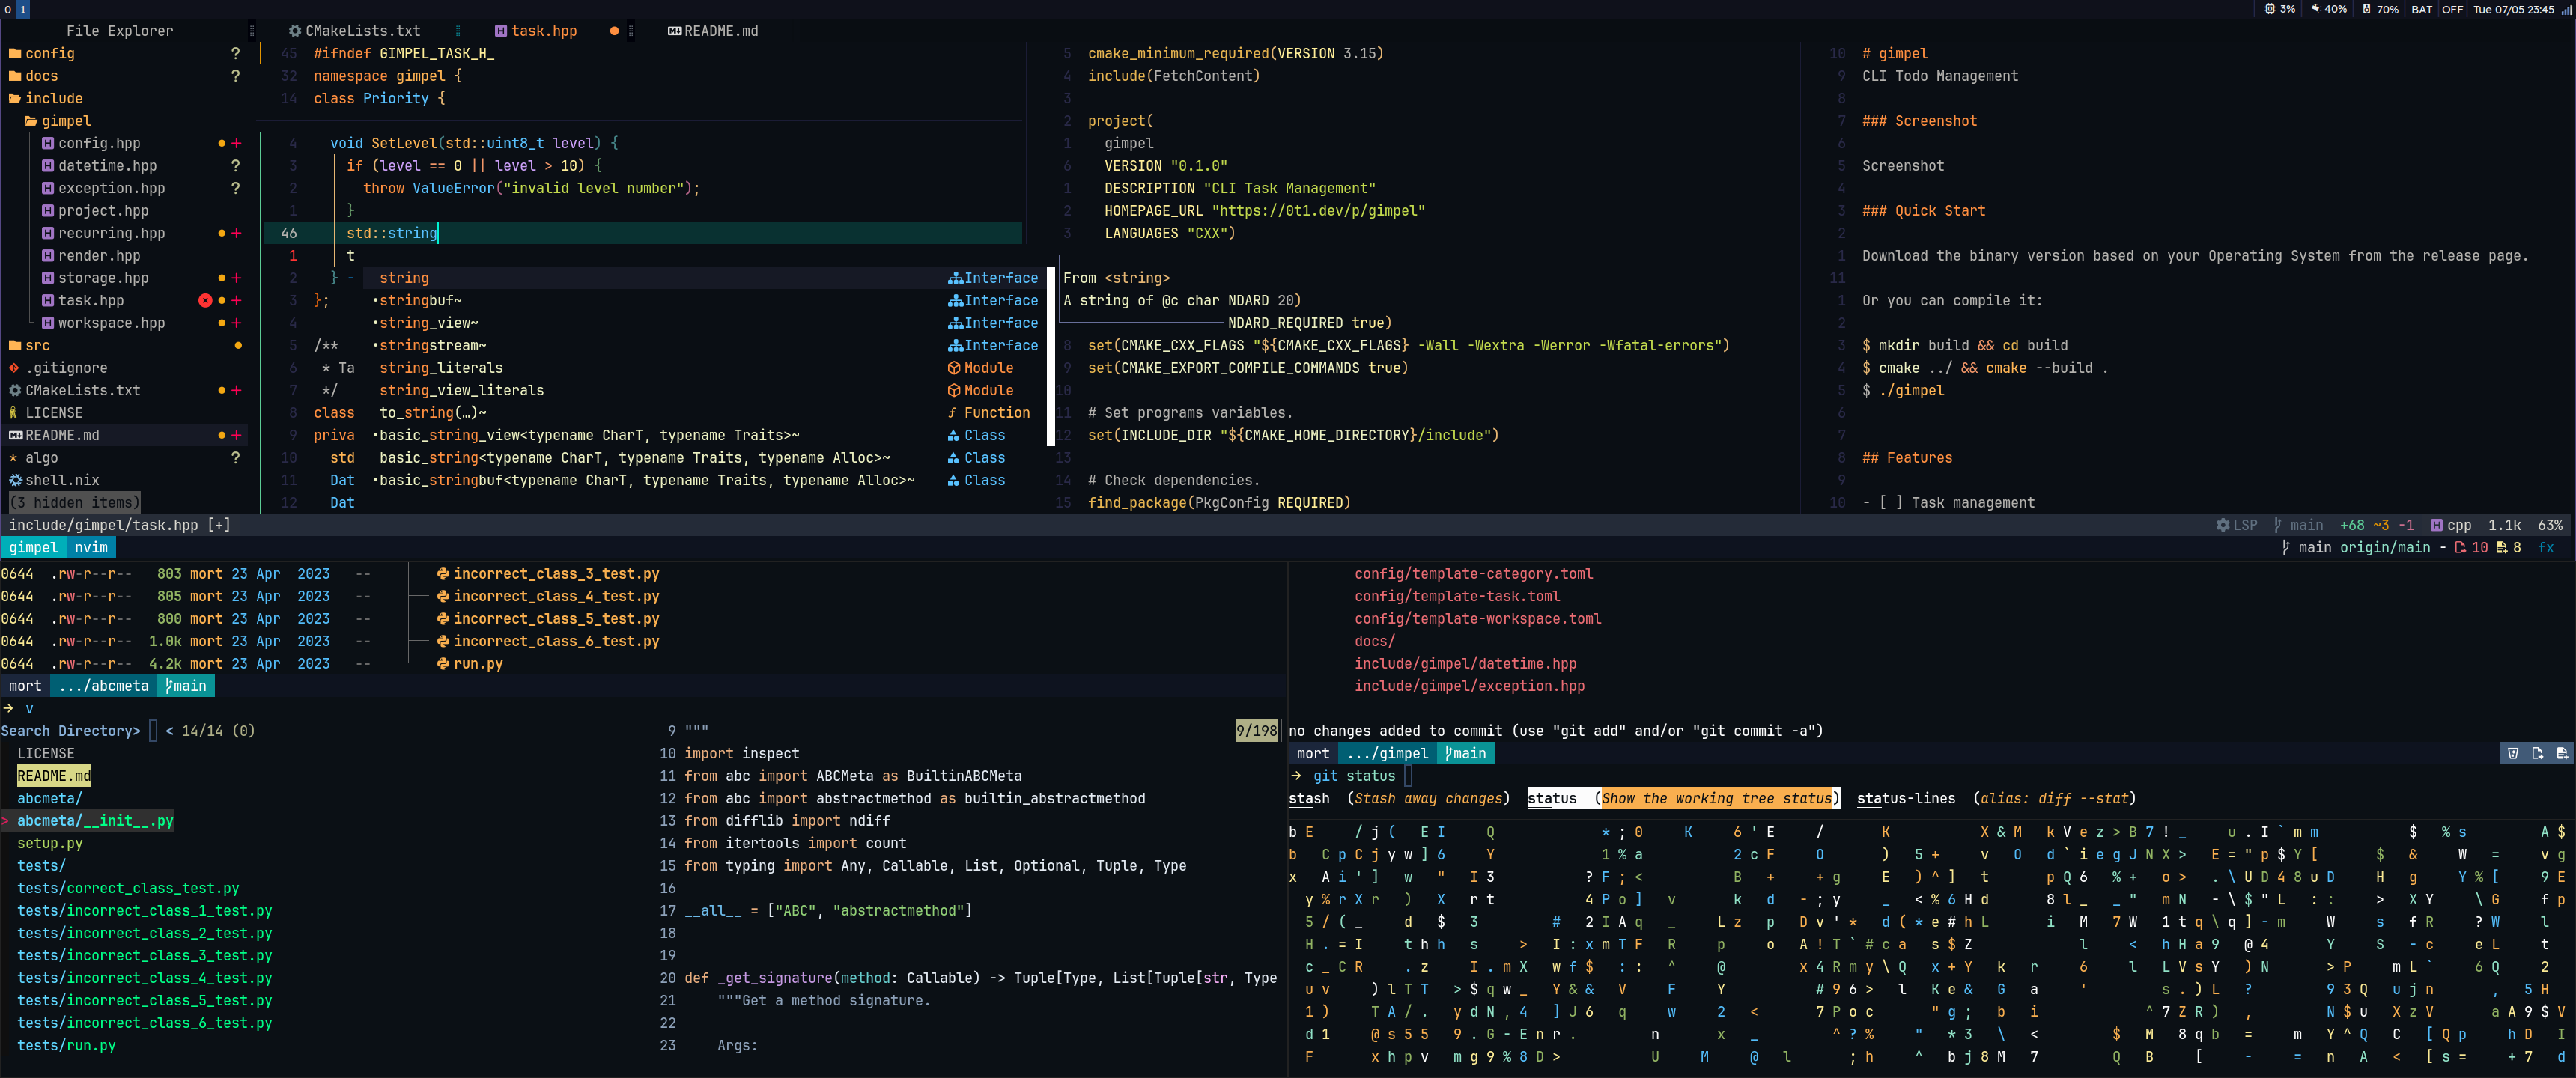 0 1
3% 40% 70% BAT OFF Tue 07/05 23:45
File Explorer
config ?
docs ?
include
gimpel
config.hpp +
datetime.hpp ?
exception.hpp ?
project.hpp
recurring.hpp +
render.hpp
storage.hpp +
task.hpp +
workspace.hpp +
src
.gitignore
CMakeLists.txt +
LICENSE
README.md +
algo ?
shell.nix
(3 hidden items)
CMakeLists.txt task.hpp README.md
45 #ifndef GIMPEL_TASK_H_
32 namespace gimpel {
14 class Priority {
4 void SetLevel(std::uint8_t level) {
3 if (level == 0 || level > 10) {
2 throw ValueError("invalid level number");
1 }
46 std::string
1 t
2 } -
3 };
4
5 /**
6 * Ta
7 */
8 class
9 priva
10 std
11 Dat
12 Dat
string Interface
•stringbuf~ Interface
•string_view~ Interface
•stringstream~ Interface
string_literals Module
string_view_literals Module
to_string(…)~ Function
•basic_string_view<typename CharT, typename Traits>~ Class
basic_string<typename CharT, typename Traits, typename Alloc>~ Class
•basic_stringbuf<typename CharT, typename Traits, typename Alloc>~ Class
From <string>
A string of @c char
5 cmake_minimum_required(VERSION 3.15)
4 include(FetchContent)
3
2 project(
1 gimpel
6 VERSION "0.1.0"
1 DESCRIPTION "CLI Task Management"
2 HOMEPAGE_URL "https://0t1.dev/p/gimpel"
3 LANGUAGES "CXX")
NDARD 20)
NDARD_REQUIRED true)
8 set(CMAKE_CXX_FLAGS "${CMAKE_CXX_FLAGS} -Wall -Wextra -Werror -Wfatal-errors")
9 set(CMAKE_EXPORT_COMPILE_COMMANDS true)
10
11 # Set programs variables.
12 set(INCLUDE_DIR "${CMAKE_HOME_DIRECTORY}/include")
13
14 # Check dependencies.
15 find_package(PkgConfig REQUIRED)
10 # gimpel
9 CLI Todo Management
8
7 ### Screenshot
6
5 Screenshot
4
3 ### Quick Start
2
1 Download the binary version based on your Operating System from the release page.
11
1 Or you can compile it:
2
3 $ mkdir build && cd build
4 $ cmake ../ && cmake --build .
5 $ ./gimpel
6
7
8 ## Features
9
10 - [ ] Task management
include/gimpel/task.hpp [+]
LSP main +68 ~3 -1 cpp 1.1k 63%
gimpel nvim
main origin/main - 10 8 fx
0644 .rw-r--r-- 803 mort 23 Apr 2023 -- incorrect_class_3_test.py
0644 .rw-r--r-- 805 mort 23 Apr 2023 -- incorrect_class_4_test.py
0644 .rw-r--r-- 800 mort 23 Apr 2023 -- incorrect_class_5_test.py
0644 .rw-r--r-- 1.0k mort 23 Apr 2023 -- incorrect_class_6_test.py
0644 .rw-r--r-- 4.2k mort 23 Apr 2023 -- run.py
mort .../abcmeta main
→ v
Search Directory> < 14/14 (0)
LICENSE
README.md
abcmeta/
> abcmeta/__init__.py
setup.py
tests/
tests/correct_class_test.py
tests/incorrect_class_1_test.py
tests/incorrect_class_2_test.py
tests/incorrect_class_3_test.py
tests/incorrect_class_4_test.py
tests/incorrect_class_5_test.py
tests/incorrect_class_6_test.py
tests/run.py
9 """ 9/198
10 import inspect
11 from abc import ABCMeta as BuiltinABCMeta
12 from abc import abstractmethod as builtin_abstractmethod
13 from difflib import ndiff
14 from itertools import count
15 from typing import Any, Callable, List, Optional, Tuple, Type
16
17 __all__ = ["ABC", "abstractmethod"]
18
19
20 def _get_signature(method: Callable) -> Tuple[Type, List[Tuple[str, Type
21 """Get a method signature.
22
23 Args:
config/template-category.toml
config/template-task.toml
config/template-workspace.toml
docs/
include/gimpel/datetime.hpp
include/gimpel/exception.hpp
no changes added to commit (use "git add" and/or "git commit -a")
mort .../gimpel main
→ git status
stash (Stash away changes) status (Show the working tree status) status-lines (alias: diff --stat)